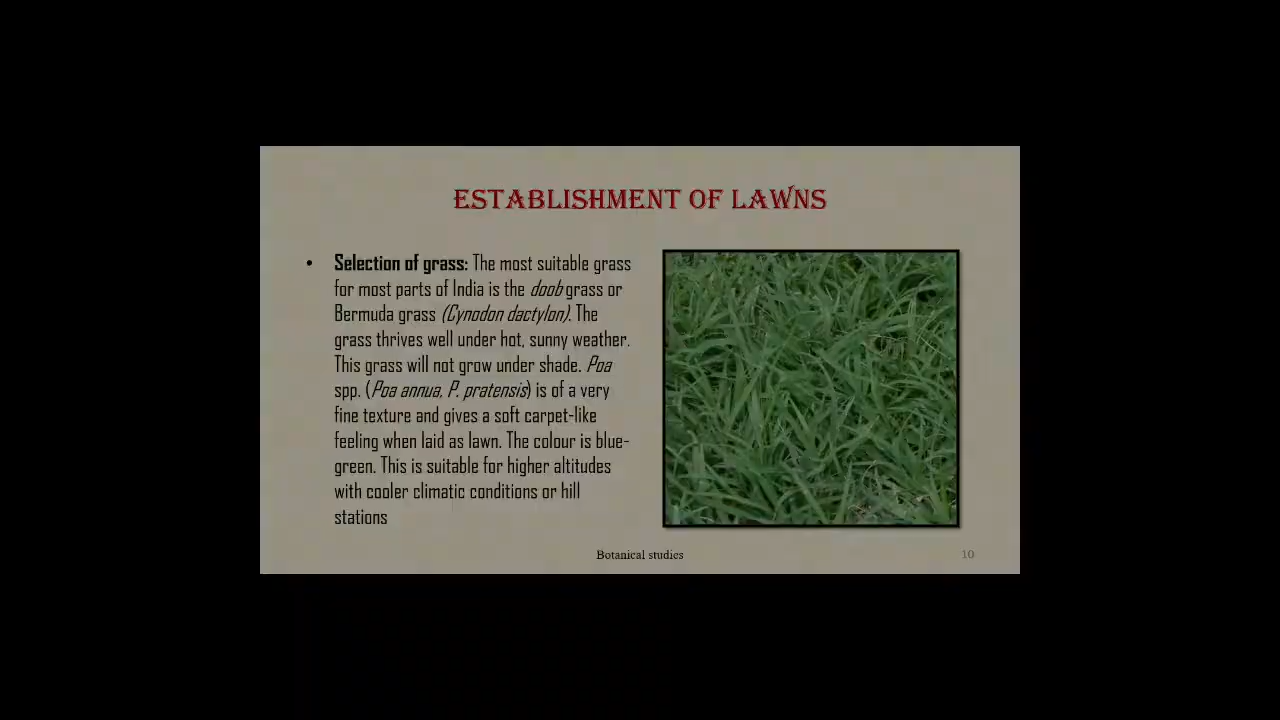 ESTABLISHMENT OF LAWNS
• Selection of grass: The most suitable grass
for most parts of India is the doob grass or
Bermuda grass (Cynodon dactylon). The
grass thrives well under hot, sunny weather.
This grass will not grow under shade. Poa
spp. (Poa annua, P. pratensis) is of a very
fine texture and gives a soft carpet-like
feeling when laid as lawn. The colour is blue-
green. This is suitable for higher altitudes
with cooler climatic conditions or hill
stations
Botanical studies
10